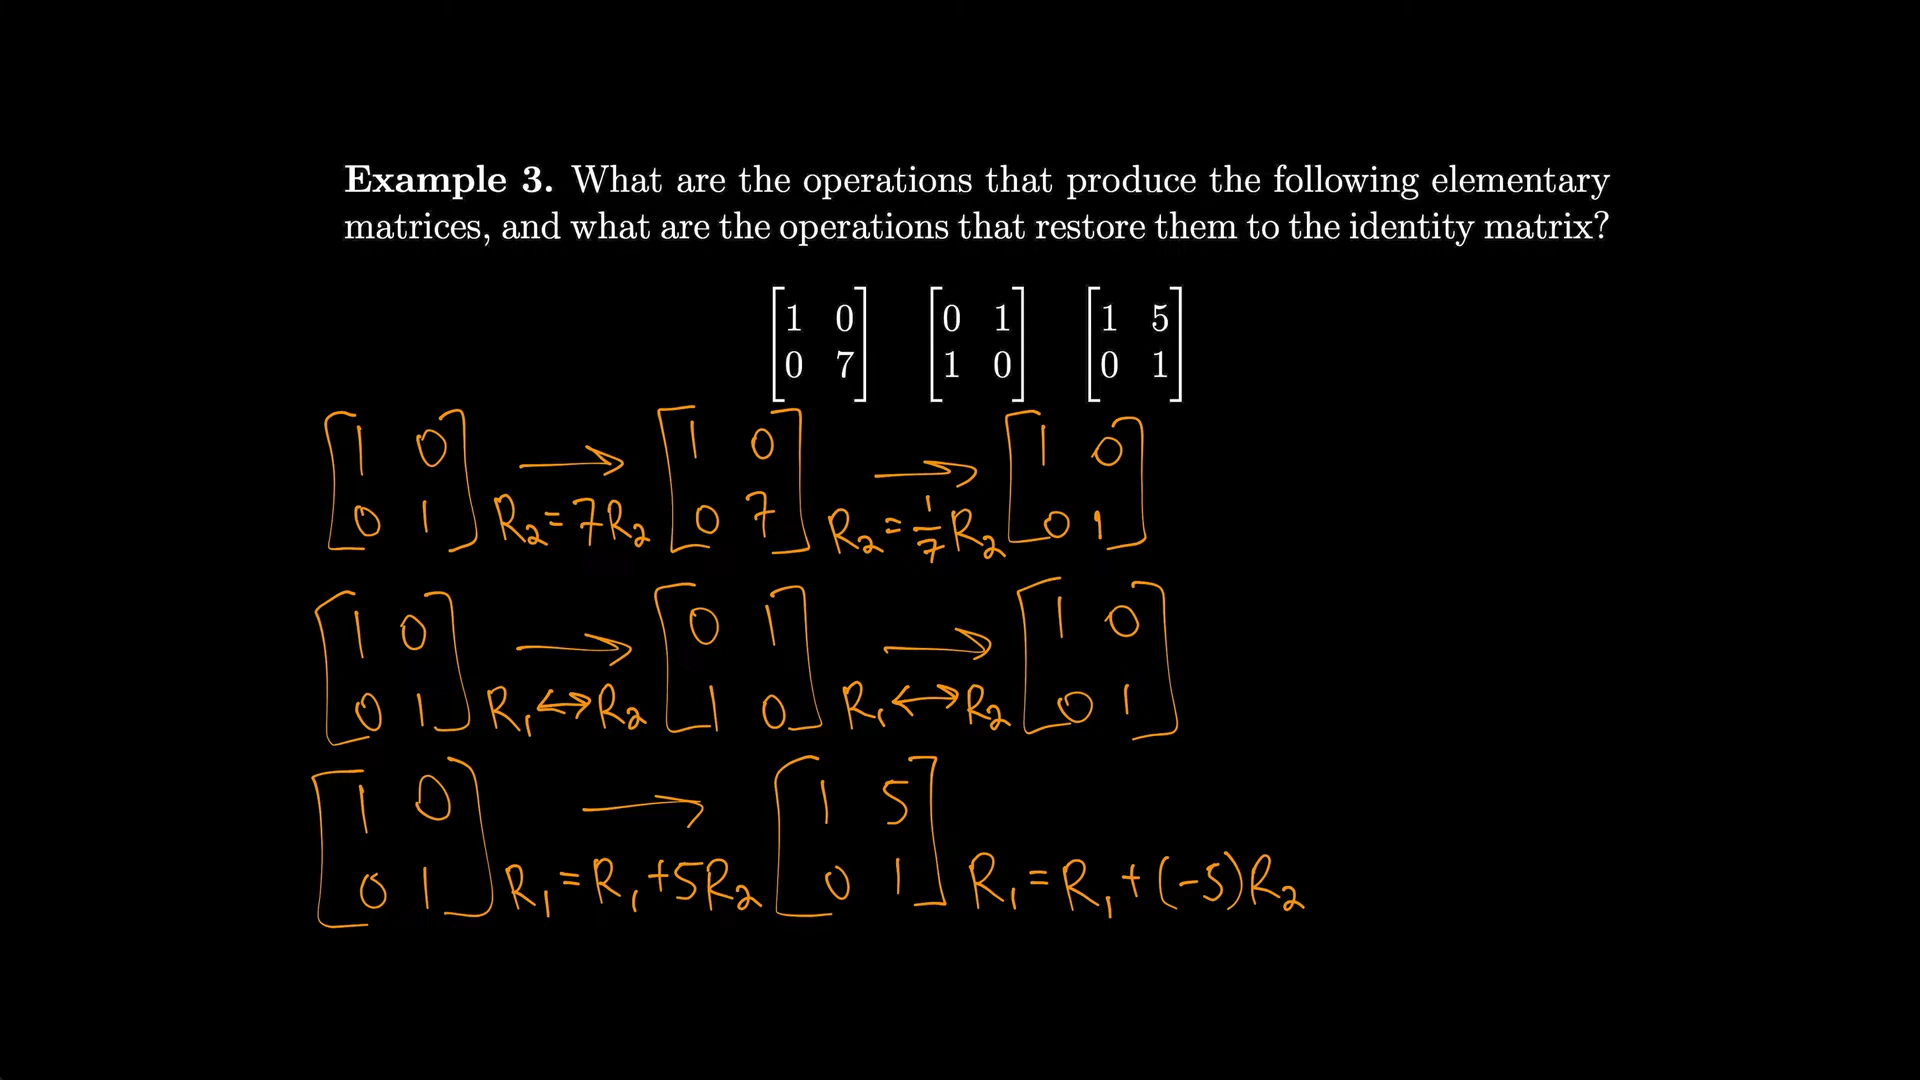 Example 3. What are the operations that produce the following elementary
matrices, and what are the operations that restore them to the identity matrix?
[1 0] [0 1] [1 5]
[0 7] [1 0] [0 1]
[1 0] → [1 0] → [1 0]
[0 1] R₂=7R₂ [0 7] R₂=1/7R₂ [0 1]
[1 0] → [0 1] → [1 0]
[0 1] R₁↔R₂ [1 0] R₁↔R₂ [0 1]
[1 0] → [1 5]
[0 1] R₁=R₁+5R₂ [0 1] R₁=R₁+(-5)R₂